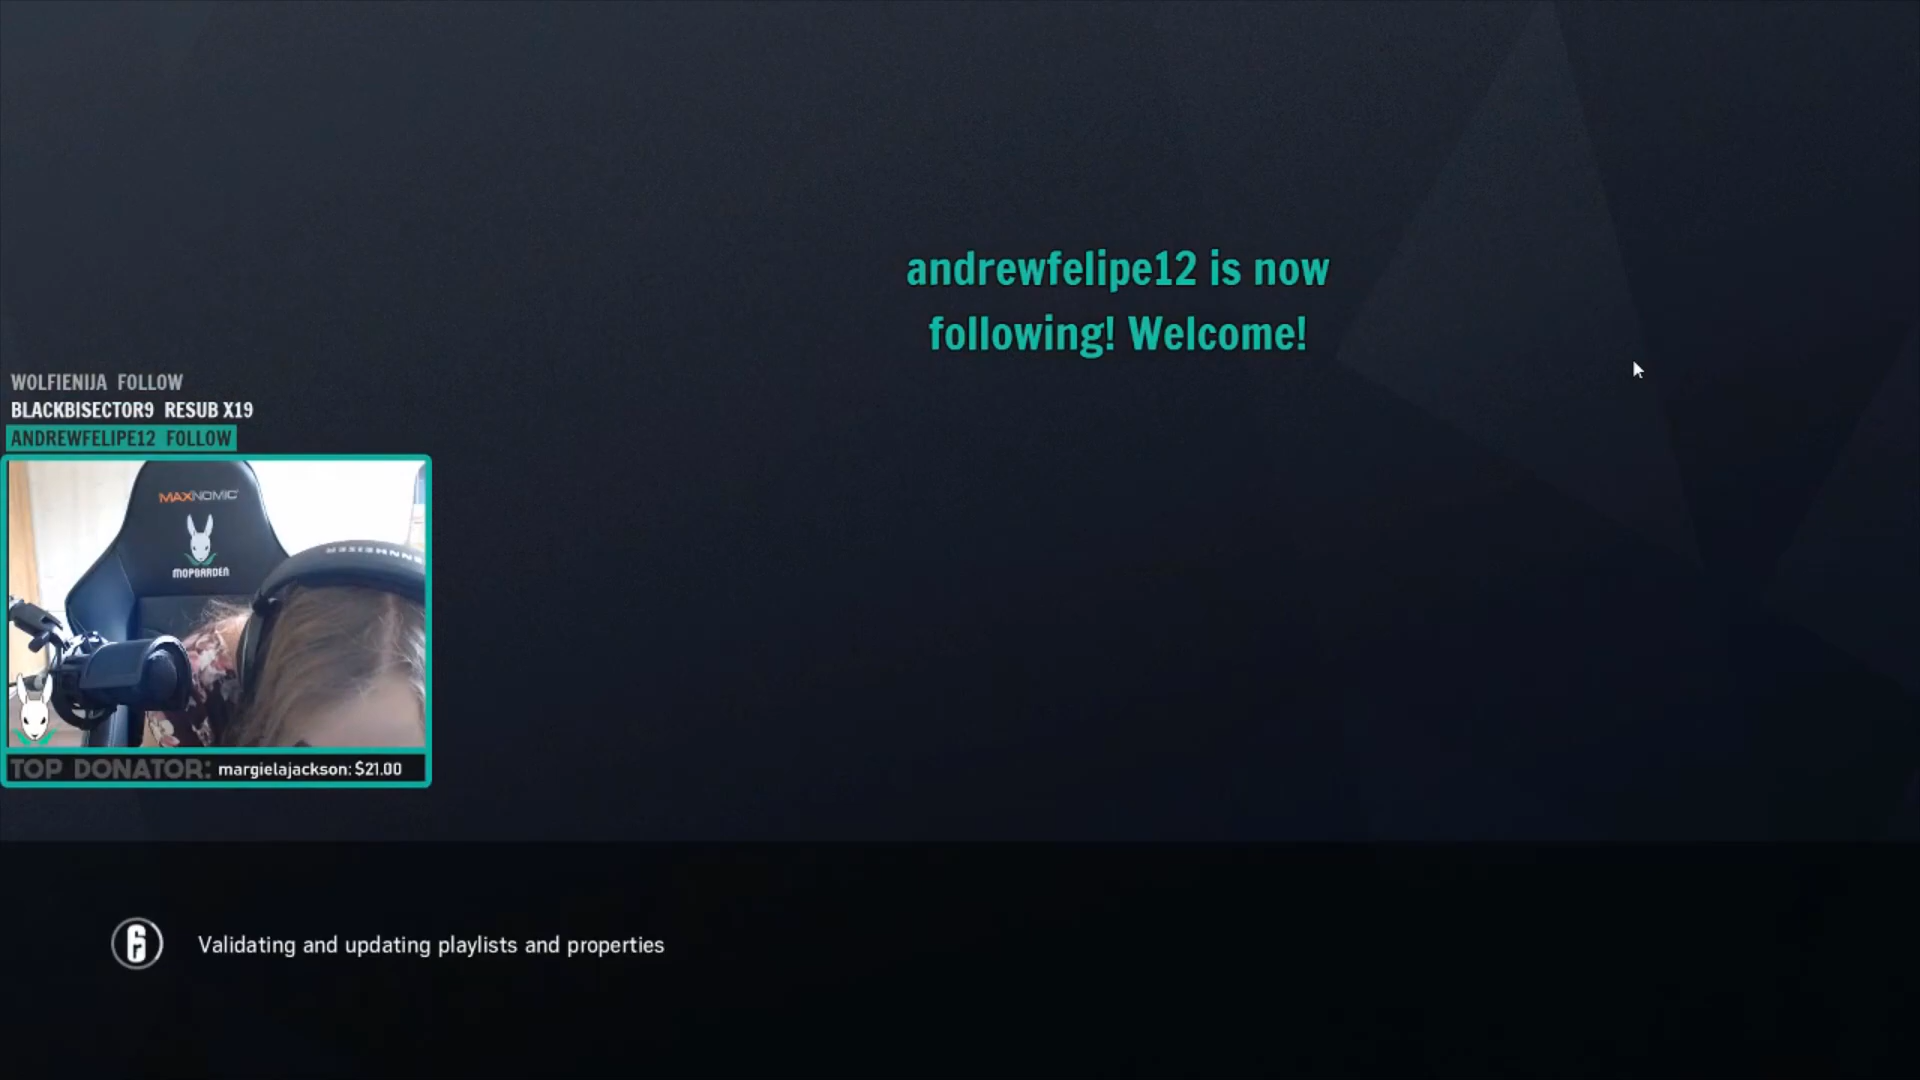 andrewfelipe12 is now
following! Welcome!
WOLFIENIJA FOLLOW
BLACKBISECTOR9 RESUB X19
ANDREWFELIPE12 FOLLOW
MAXNOMIC
MOPGARDEN
TOP DONATOR: margielajackson: $21.00
Validating and updating playlists and properties